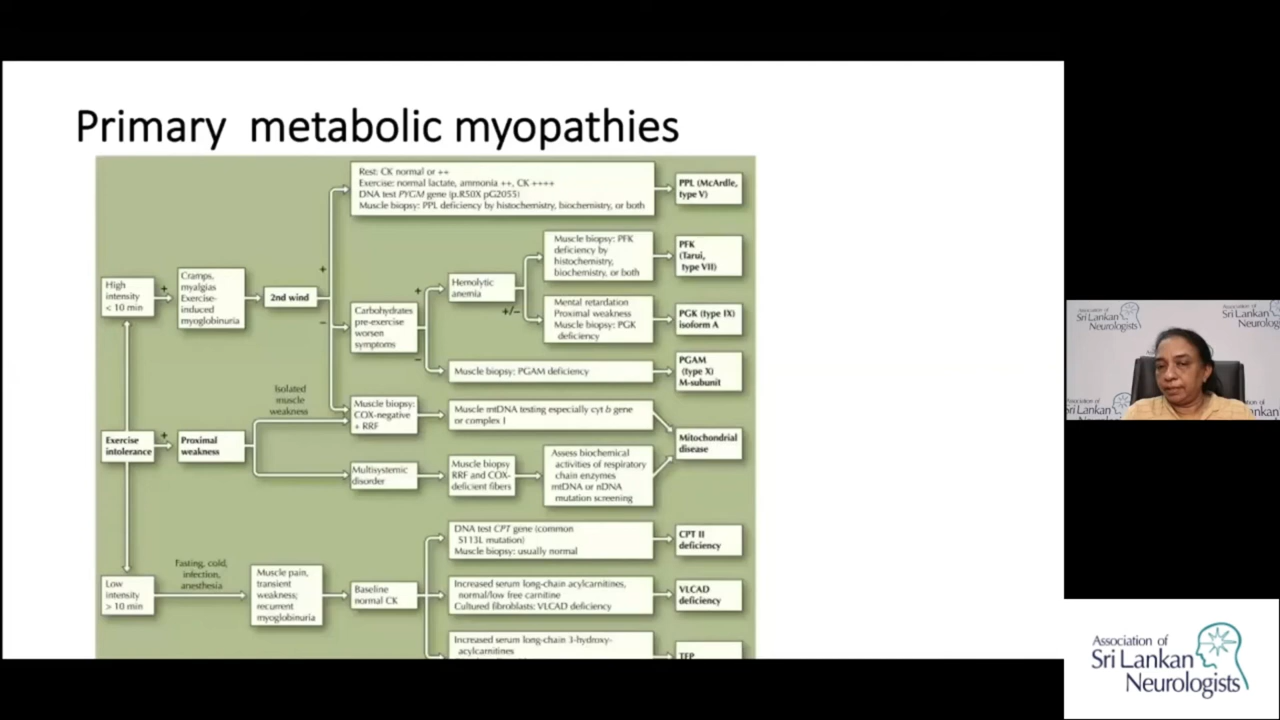 Primary metabolic myopathies
Rest: CK normal or ++
Exercise: normal lactate, ammonia ++, CK ++++
DNA test PYGM gene (p.R50X pG205S)
Muscle biopsy: PPL deficiency by histochemistry, biochemistry, or both
PPL (McArdle,
type V)
High
intensity
< 10 min
+
Cramps,
myalgias
Exercise-
induced
myoglobinuria
2nd wind
+
−
Carbohydrates
pre-exercise
worsen
symptoms
+
−
Hemolytic
anemia
+/−
Muscle biopsy: PFK
deficiency by
histochemistry,
biochemistry, or both
PFK
(Tarui,
type VII)
Mental retardation
Proximal weakness
Muscle biopsy: PGK
deficiency
PGK (type IX)
isoform A
Muscle biopsy: PGAM deficiency
PGAM
(type X)
M-subunit
Exercise
intolerance
+
Proximal
weakness
Isolated
muscle
weakness
Muscle biopsy:
COX-negative
+ RRF
Muscle mtDNA testing especially cyt b gene
or complex I
Mitochondrial
disease
Multisystemic
disorder
Muscle biopsy
RRF and COX-
deficient fibers
Assess biochemical
activities of respiratory
chain enzymes
mtDNA or nDNA
mutation screening
Low
intensity
> 10 min
Fasting, cold,
infection,
anesthesia
Muscle pain,
transient
weakness;
recurrent
myoglobinuria
Baseline
normal CK
DNA test CPT gene (common
S113L mutation)
Muscle biopsy: usually normal
CPT II
deficiency
Increased serum long-chain acylcarnitines,
normal/low free carnitine
Cultured fibroblasts: VLCAD deficiency
VLCAD
deficiency
Increased serum long-chain 3-hydroxy-
acylcarnitines
TFP
Association of
Sri Lankan
Neurologists
Association of
Sri Lankan
Neurologists